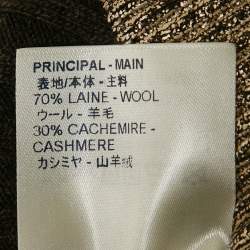 PRINCIPAL - MAIN
表地/本体 - 主料
70% LAINE - WOOL
ウール - 羊毛
30% CACHEMIRE -
CASHMERE
カシミヤ - 山羊绒